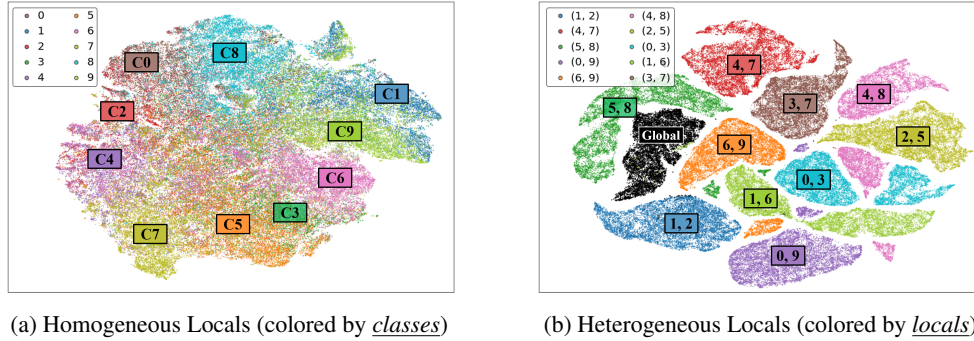 0 5
1 6
2 7
3 8
4 9
C0
C8
C1
C2
C9
C4
C6
C3
C5
C7
(1, 2) (4, 8)
(4, 7) (2, 5)
(5, 8) (0, 3)
(0, 9) (1, 6)
(6, 9) (3, 7)
4, 7
5, 8
3, 7
4, 8
Global
6, 9
2, 5
0, 3
1, 6
1, 2
0, 9
(a) Homogeneous Locals (colored by classes)
(b) Heterogeneous Locals (colored by locals)